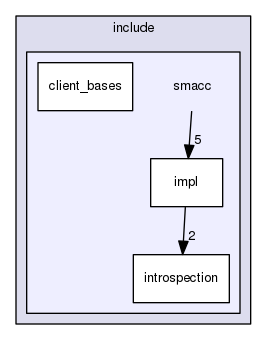 include
client_bases
smacc
5
impl
2
introspection